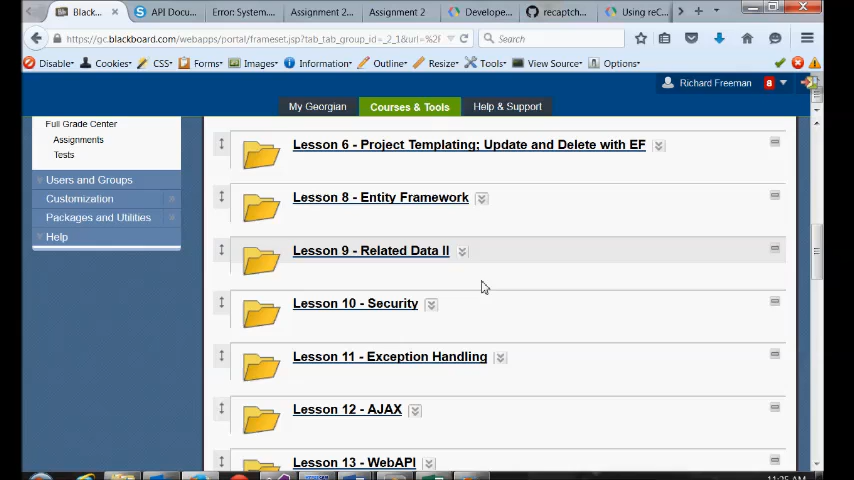 Black... × API Docu... Error: System.... Assignment 2... Assignment 2 Develope... recaptch... Using reC...
https://gc.blackboard.com/webapps/portal/frameset.jsp?tab_tab_group_id=_2_1&url=%2F Search
Disable Cookies CSS Forms Images Information Outline Resize Tools View Source Options
Richard Freeman 8
My Georgian Courses & Tools Help & Support
Full Grade Center
Assignments
Tests
Users and Groups
Customization
Packages and Utilities
Help
Lesson 6 - Project Templating; Update and Delete with EF
Lesson 8 - Entity Framework
Lesson 9 - Related Data II
Lesson 10 - Security
Lesson 11 - Exception Handling
Lesson 12 - AJAX
Lesson 13 - WebAPI